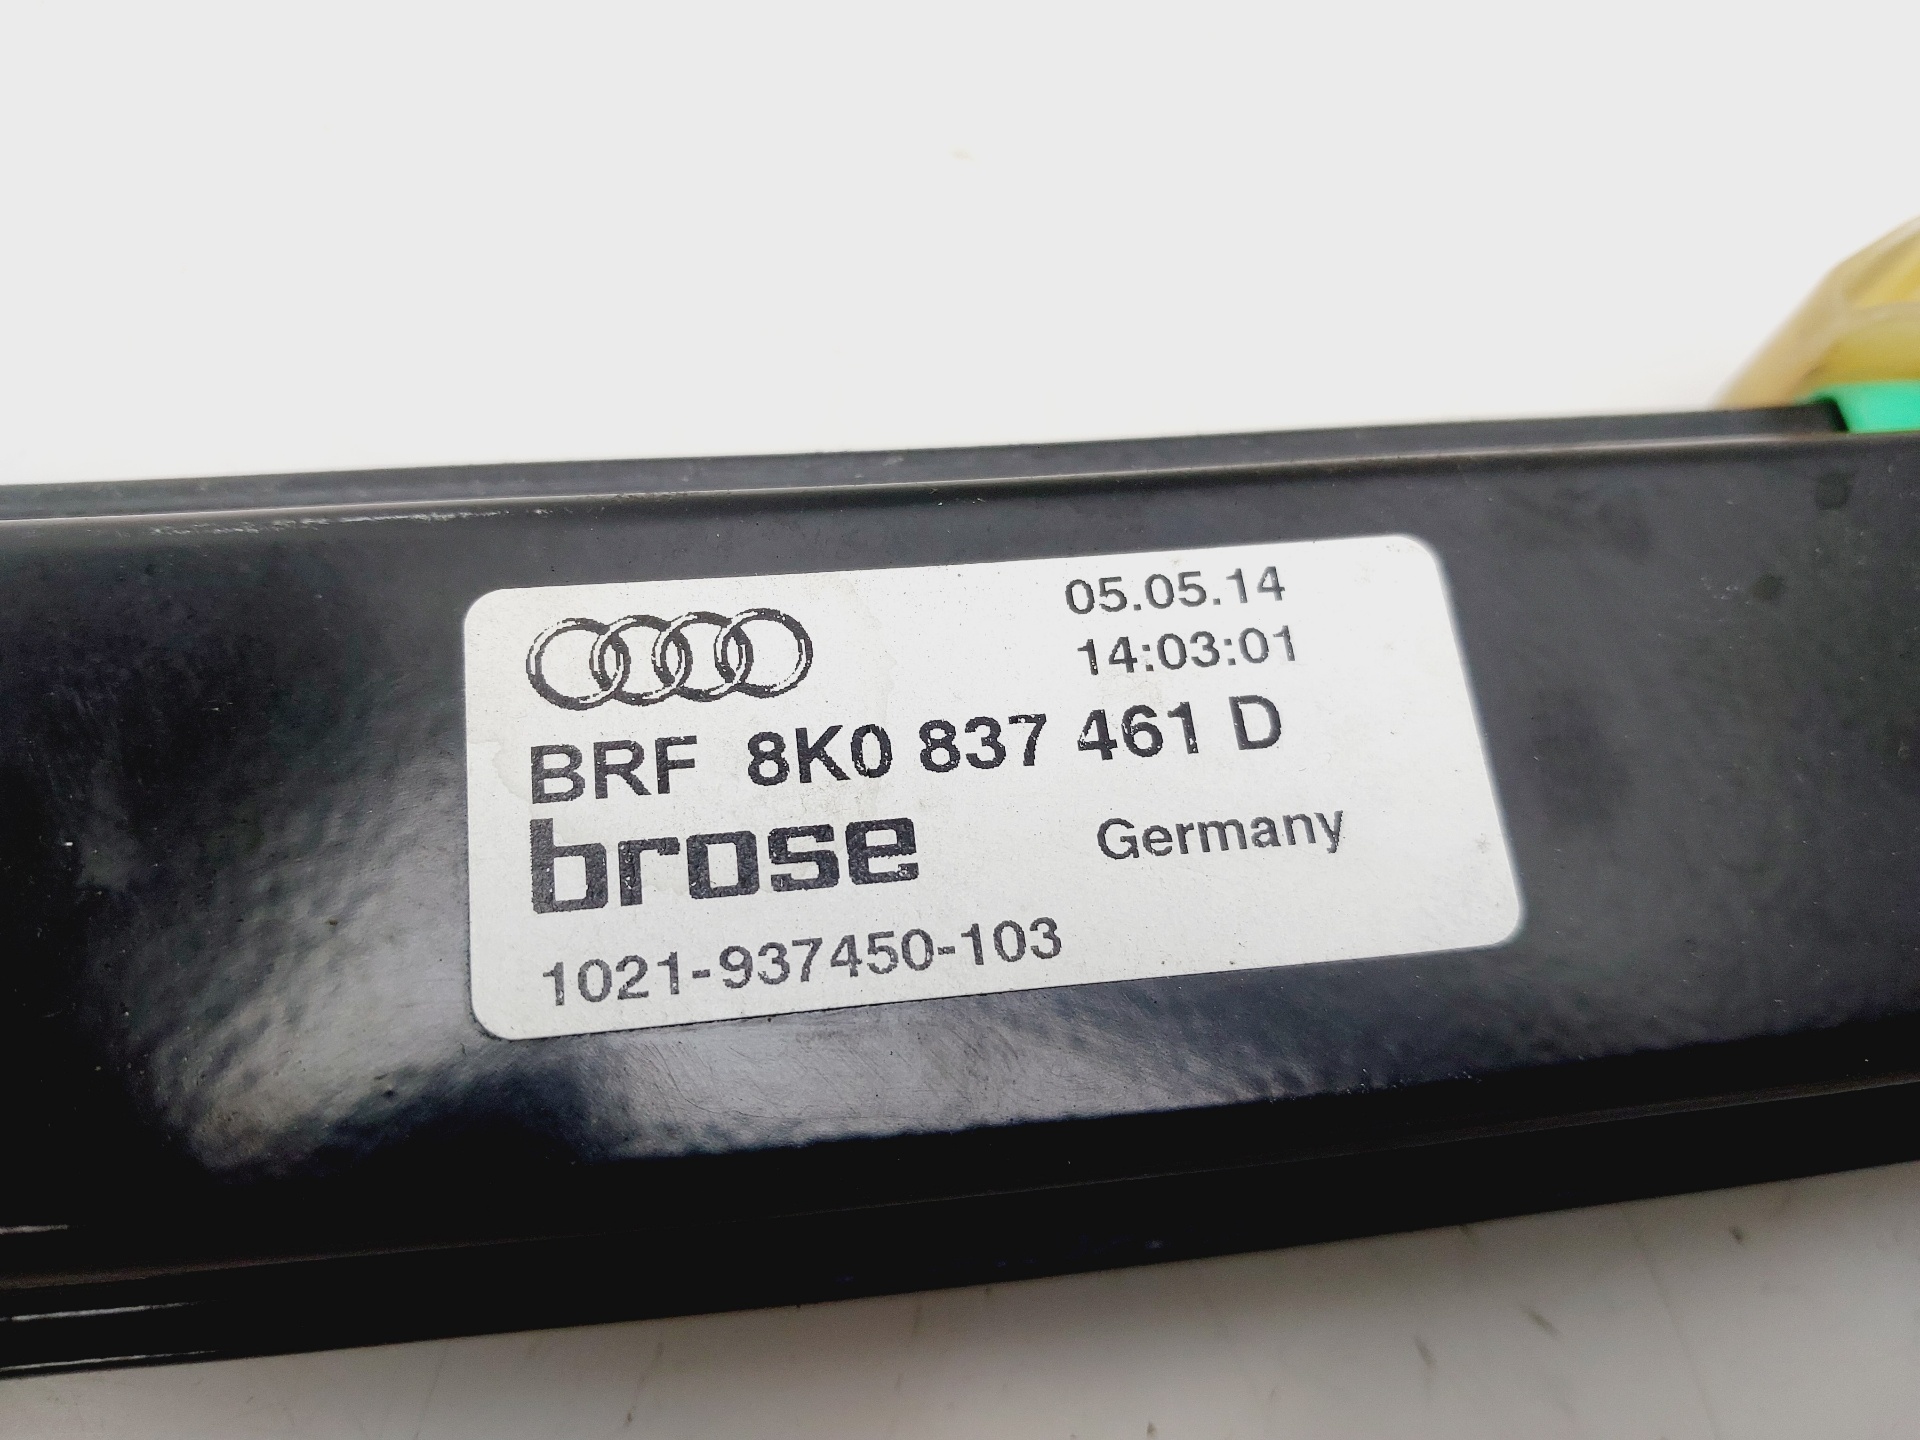 05.05.14
14:03:01
BRF 8K0 837 461 D
brose Germany
1021-937450-103